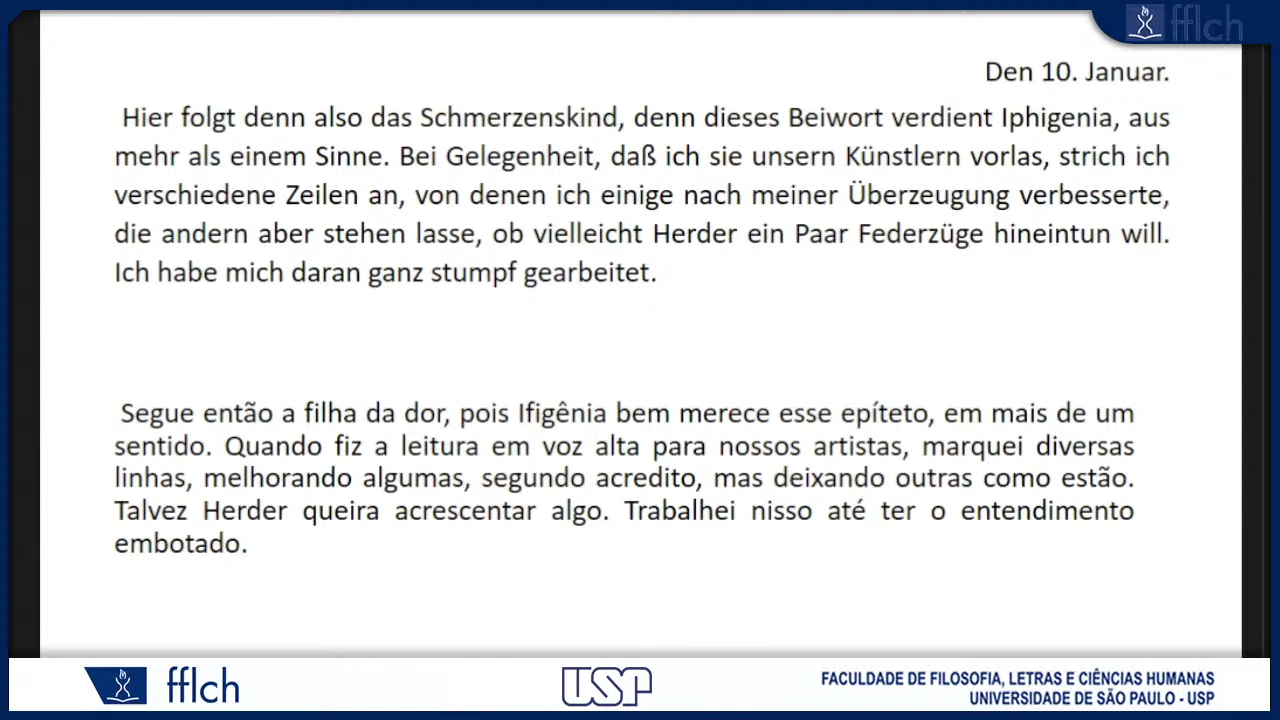 fflch
Den 10. Januar.
Hier folgt denn also das Schmerzenskind, denn dieses Beiwort verdient Iphigenia, aus
mehr als einem Sinne. Bei Gelegenheit, daß ich sie unsern Künstlern vorlas, strich ich
verschiedene Zeilen an, von denen ich einige nach meiner Überzeugung verbesserte,
die andern aber stehen lasse, ob vielleicht Herder ein Paar Federzüge hineintun will.
Ich habe mich daran ganz stumpf gearbeitet.
Segue então a filha da dor, pois Ifigênia bem merece esse epíteto, em mais de um
sentido. Quando fiz a leitura em voz alta para nossos artistas, marquei diversas
linhas, melhorando algumas, segundo acredito, mas deixando outras como estão.
Talvez Herder queira acrescentar algo. Trabalhei nisso até ter o entendimento
embotado.
fflch
USP
FACULDADE DE FILOSOFIA, LETRAS E CIÊNCIAS HUMANAS
UNIVERSIDADE DE SÃO PAULO - USP